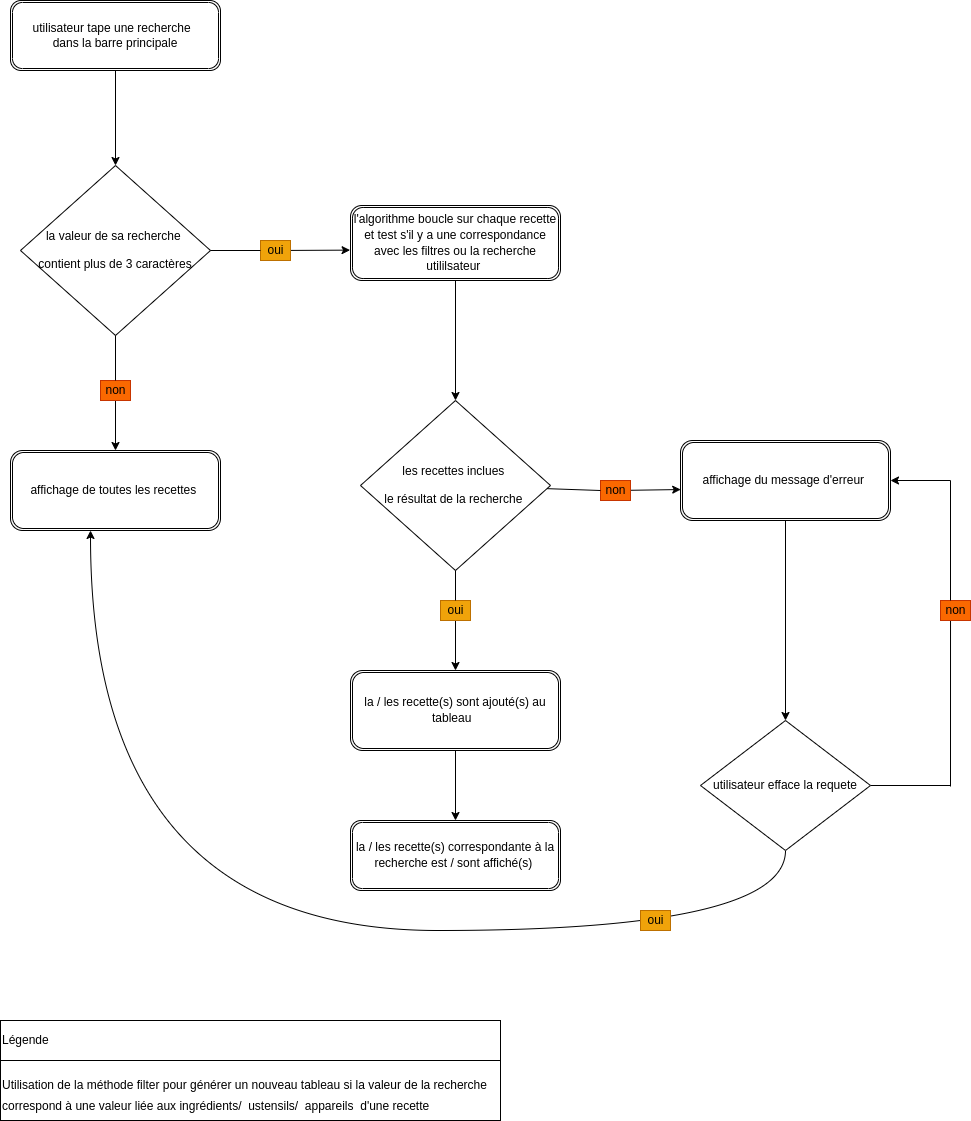 utilisateur tape une recherche
dans la barre principale
la valeur de sa recherche
contient plus de 3 caractères
oui
l'algorithme boucle sur chaque recette
et test s'il y a une correspondance
avec les filtres ou la recherche
utililsateur
non
affichage de toutes les recettes
les recettes inclues
le résultat de la recherche
non
affichage du message d'erreur
oui
non
la / les recette(s) sont ajouté(s) au
tableau
utilisateur efface la requete
la / les recette(s) correspondante à la
recherche est / sont affiché(s)
oui
Légende
Utilisation de la méthode filter pour générer un nouveau tableau si la valeur de la recherche
correspond à une valeur liée aux ingrédients/ ustensils/ appareils d'une recette